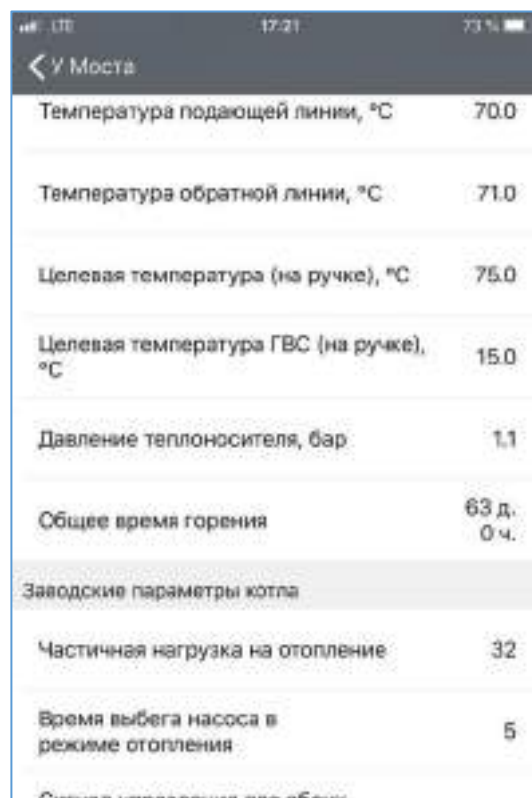 LTE 17:21 73 %
У Моста
Температура подающей линии, °C 70.0
Температура обратной линии, °C 71.0
Целевая температура (на ручке), °C 75.0
Целевая температура ГВС (на ручке),
°C 15.0
Давление теплоносителя, бар 1.1
Общее время горения 63 д.
0 ч.
Заводские параметры котла
Частичная нагрузка на отопление 32
Время выбега насоса в
режиме отопления 5